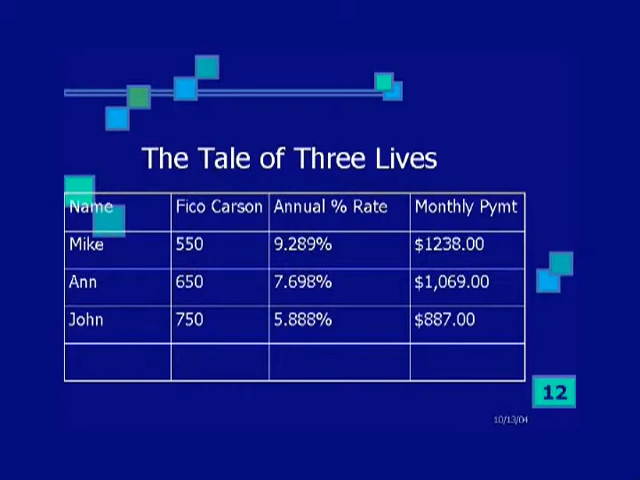 The Tale of Three Lives
Name Fico Carson Annual % Rate Monthly Pymt
Mike 550 9.289% $1238.00
Ann 650 7.698% $1,069.00
John 750 5.888% $887.00
12
10/13/04